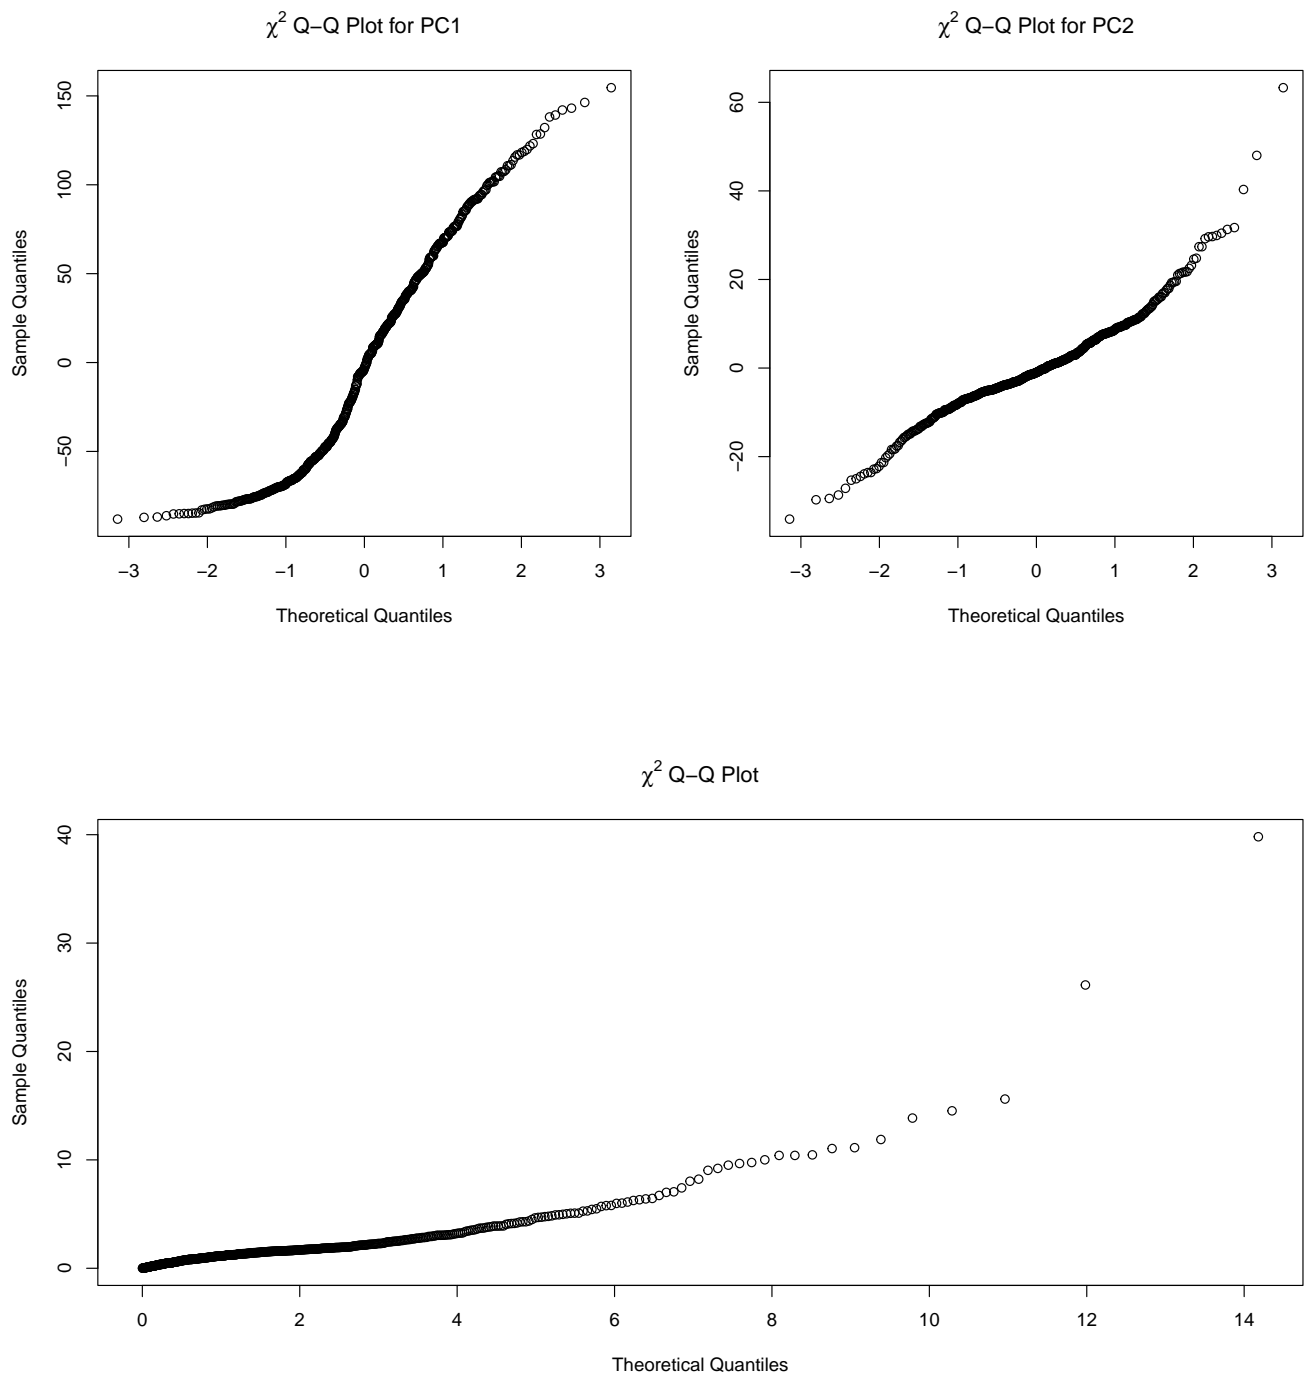 χ² Q−Q Plot for PC1
150
100
50
0
−50
Sample Quantiles
−3 −2 −1 0 1 2 3
Theoretical Quantiles
χ² Q−Q Plot for PC2
60
40
20
0
−20
Sample Quantiles
−3 −2 −1 0 1 2 3
Theoretical Quantiles
χ² Q−Q Plot
40
30
20
10
0
Sample Quantiles
0 2 4 6 8 10 12 14
Theoretical Quantiles